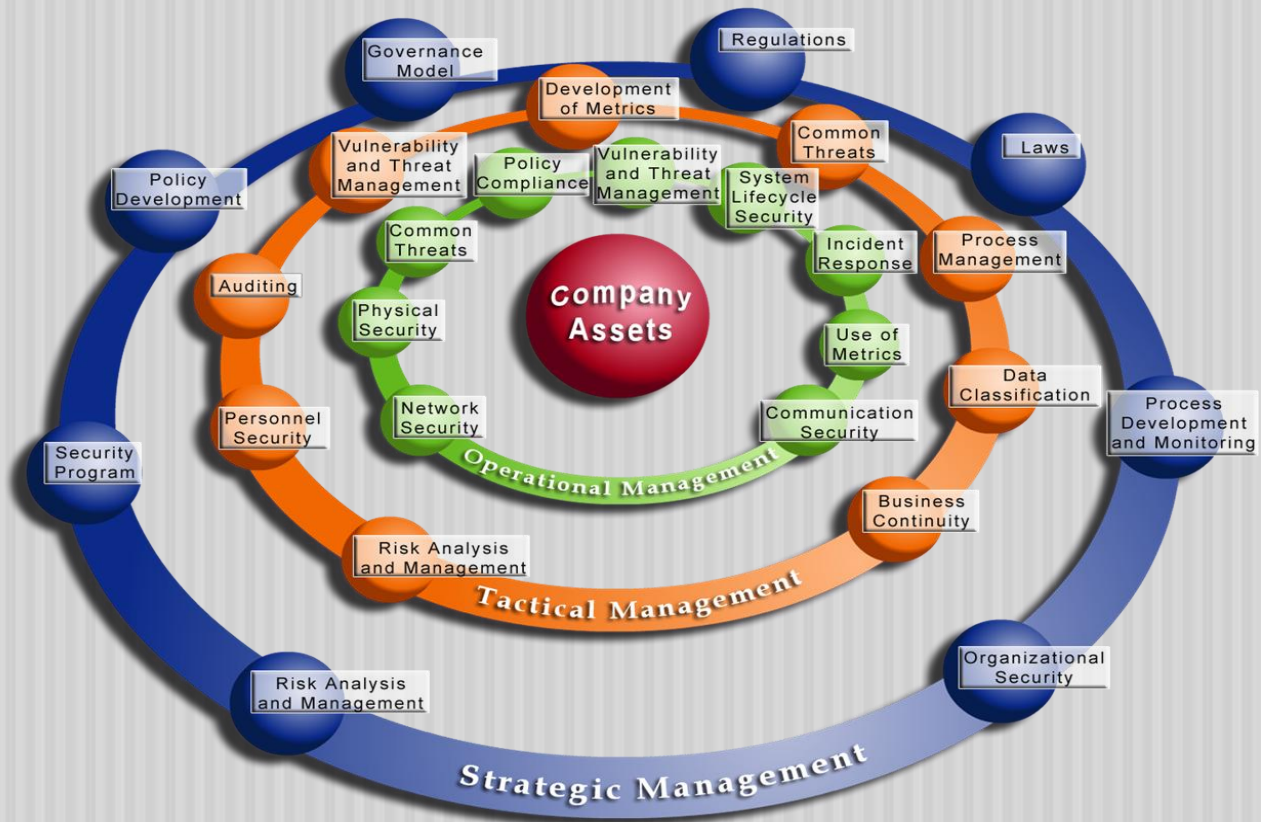 Governance
Model
Regulations
Development
of Metrics
Common
Threats
Laws
Vulnerability
and Threat
Management
Policy
Compliance
Vulnerability
and Threat
Management
System
Lifecycle
Security
Policy
Development
Common
Threats
Incident
Response
Process
Management
Auditing
Physical
Security
Company
Assets
Use of
Metrics
Data
Classification
Personnel
Security
Network
Security
Communication
Security
Process
Development
and Monitoring
Security
Program
Operational Management
Business
Continuity
Risk Analysis
and Management
Tactical Management
Risk Analysis
and Management
Organizational
Security
Strategic Management